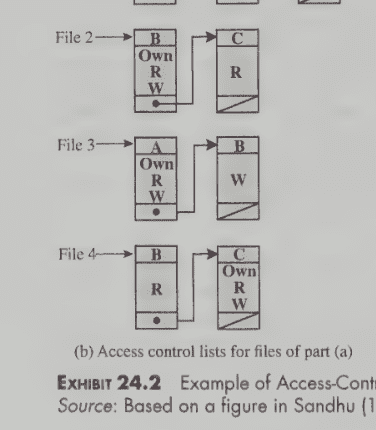 File 2
B
C
Own
R
W
R
File 3
A
B
Own
R
W
W
File 4
B
C
R
Own
R
W
(b) Access control lists for files of part (a)
EXHIBIT 24.2 Example of Access-Contr
Source: Based on a figure in Sandhu (1